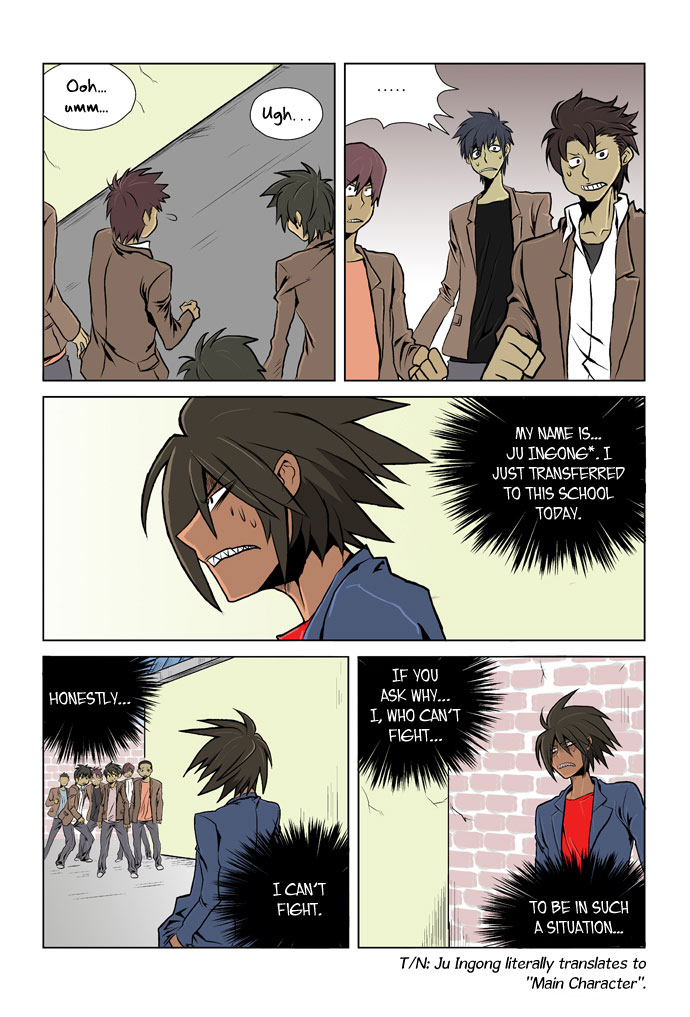 Ooh...
umm...
Ugh...
.....
MY NAME IS...
JU INGONG*. I
JUST TRANSFERRED
TO THIS SCHOOL
TODAY.
HONESTLY...
I CAN'T
FIGHT.
IF YOU
ASK WHY...
I, WHO CAN'T
FIGHT...
TO BE IN SUCH
A SITUATION...
T/N: Ju Ingong literally translates to
"Main Character".